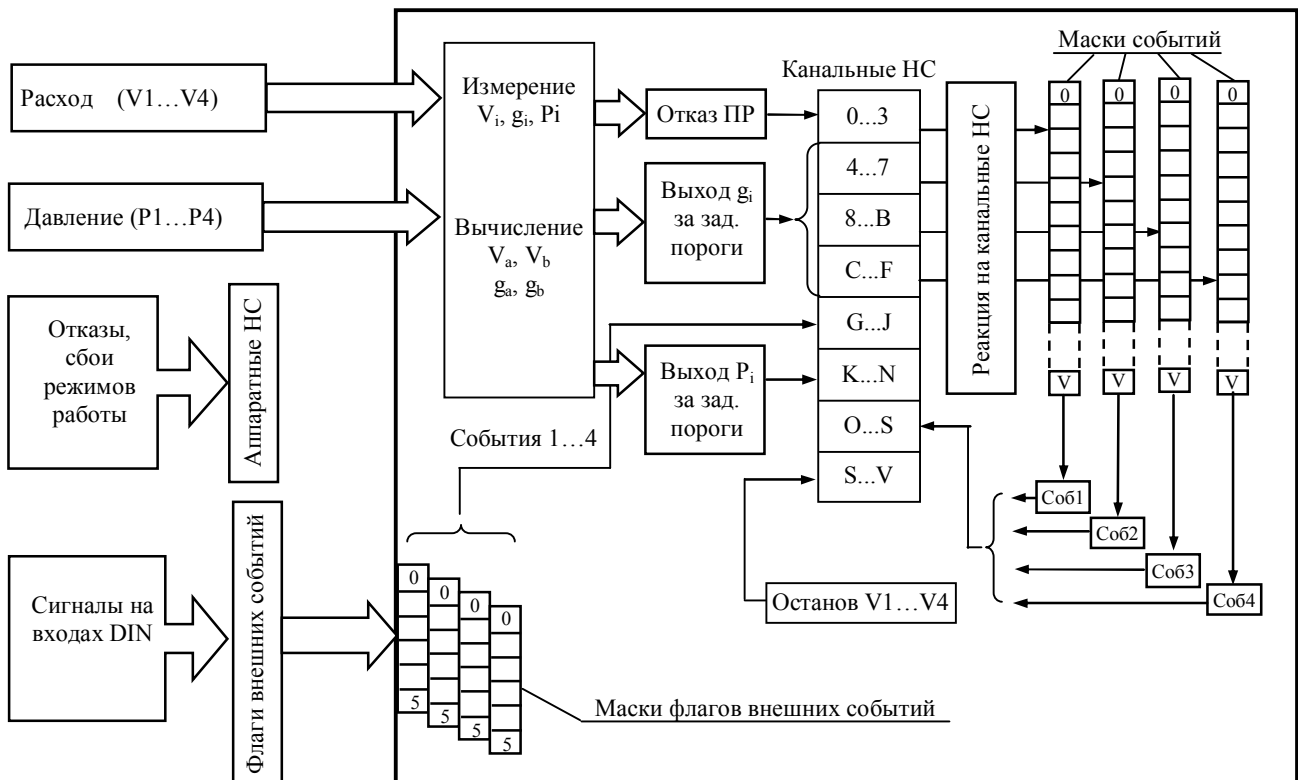 Маски событий
Канальные НС
Расход (V1…V4)
Давление (P1…P4)
Отказы,
сбои
режимов
работы
Аппаратные НС
Сигналы на
входах DIN
Флаги внешних событий
Измерение
Vi, gi, Pi
Вычисление
Va, Vb
ga, gb
Отказ ПР
Выход gi
за зад.
пороги
Выход Pi
за зад.
пороги
События 1…4
0...3
4...7
8...B
C...F
G...J
K...N
O...S
S...V
Реакция на канальные НС
0
0
0
0
V
V
V
V
Соб1
Соб2
Соб3
Соб4
Останов V1…V4
0
0
0
0
5
5
5
5
Маски флагов внешних событий